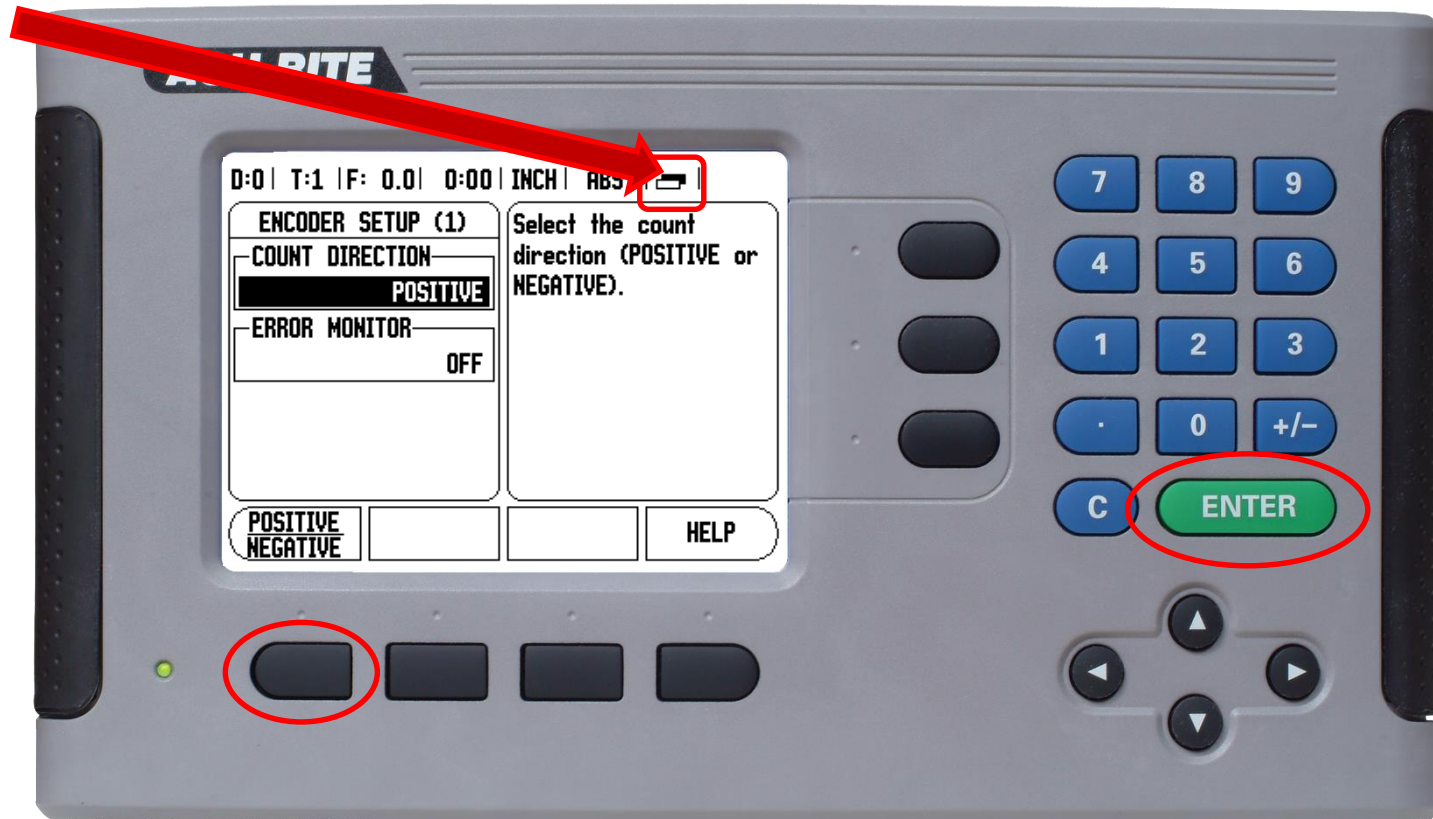 D:0 | T:1 | F: 0.0 | 0:00 | INCH | ABS
ENCODER SETUP (1)
COUNT DIRECTION
POSITIVE
ERROR MONITOR
OFF
Select the count
direction (POSITIVE or
NEGATIVE).
POSITIVE
NEGATIVE
HELP
7 8 9
4 5 6
1 2 3
. 0 +/−
C ENTER